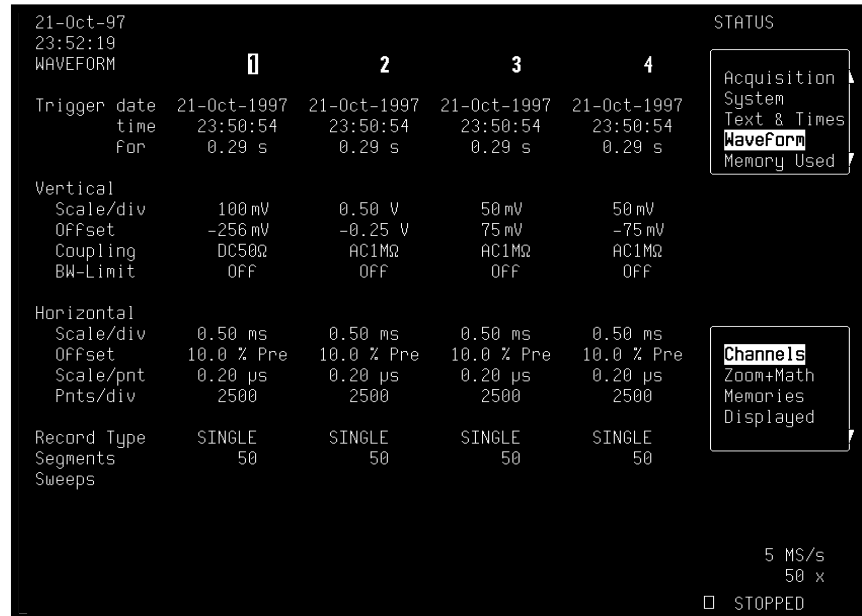 21-Oct-97 STATUS
23:52:19
WAVEFORM 1 2 3 4
Acquisition
System
Text & Times
Waveform
Memory Used
Trigger date 21-Oct-1997 21-Oct-1997 21-Oct-1997 21-Oct-1997
time 23:50:54 23:50:54 23:50:54 23:50:54
for 0.29 s 0.29 s 0.29 s 0.29 s
Vertical
Scale/div 100 mV 0.50 V 50 mV 50 mV
Offset -256 mV -0.25 V 75 mV -75 mV
Coupling DC50Ω AC1MΩ AC1MΩ AC1MΩ
BW-Limit Off Off Off Off
Horizontal
Scale/div 0.50 ms 0.50 ms 0.50 ms 0.50 ms
Offset 10.0 % Pre 10.0 % Pre 10.0 % Pre 10.0 % Pre
Scale/pnt 0.20 µs 0.20 µs 0.20 µs 0.20 µs
Pnts/div 2500 2500 2500 2500
Channels
Zoom+Math
Memories
Displayed
Record Type SINGLE SINGLE SINGLE SINGLE
Segments 50 50 50 50
Sweeps
5 MS/s
50 x
STOPPED